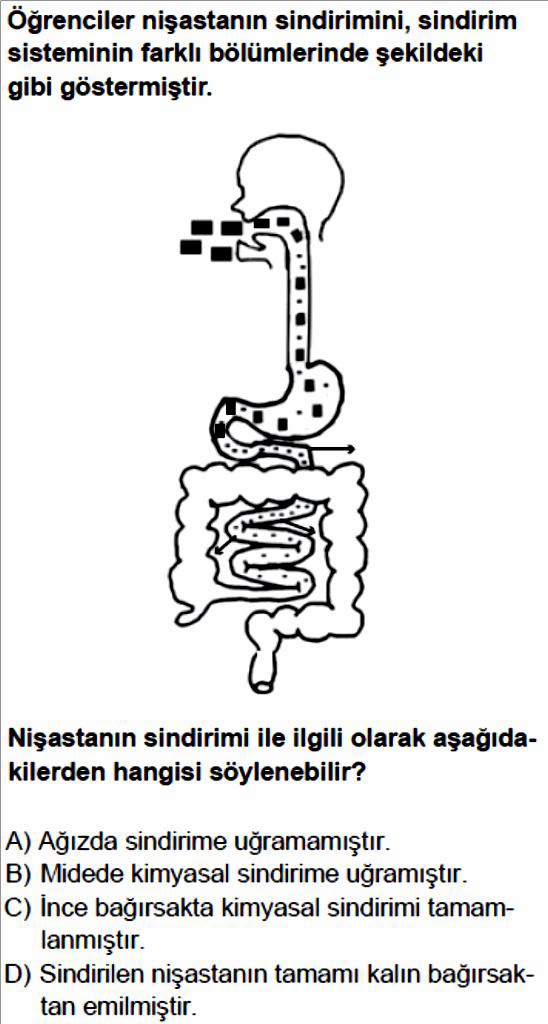 Öğrenciler nişastanın sindirimini, sindirim
sisteminin farklı bölümlerinde şekildeki
gibi göstermiştir.
Nişastanın sindirimi ile ilgili olarak aşağıda-
kilerden hangisi söylenebilir?
A) Ağızda sindirime uğramamıştır.
B) Midede kimyasal sindirime uğramıştır.
C) İnce bağırsakta kimyasal sindirimi tamam-
lanmıştır.
D) Sindirilen nişastanın tamamı kalın bağırsak-
tan emilmiştir.